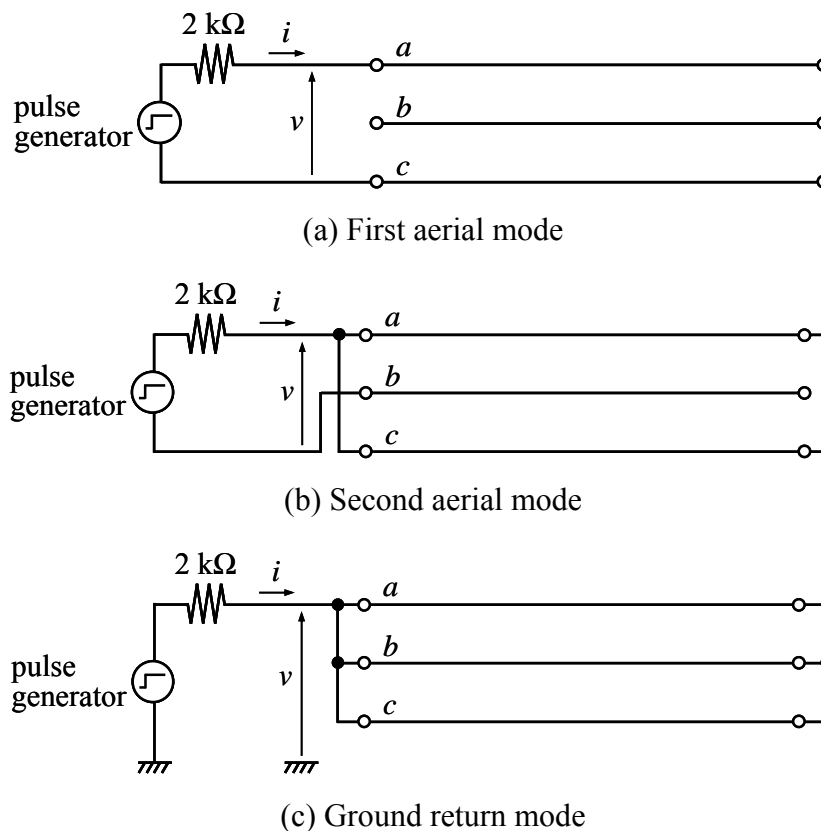 2 kΩ
i
a
pulse
generator
v
b
c
(a) First aerial mode
2 kΩ
i
a
pulse
generator
v
b
c
(b) Second aerial mode
2 kΩ
i
a
pulse
generator
v
b
c
(c) Ground return mode